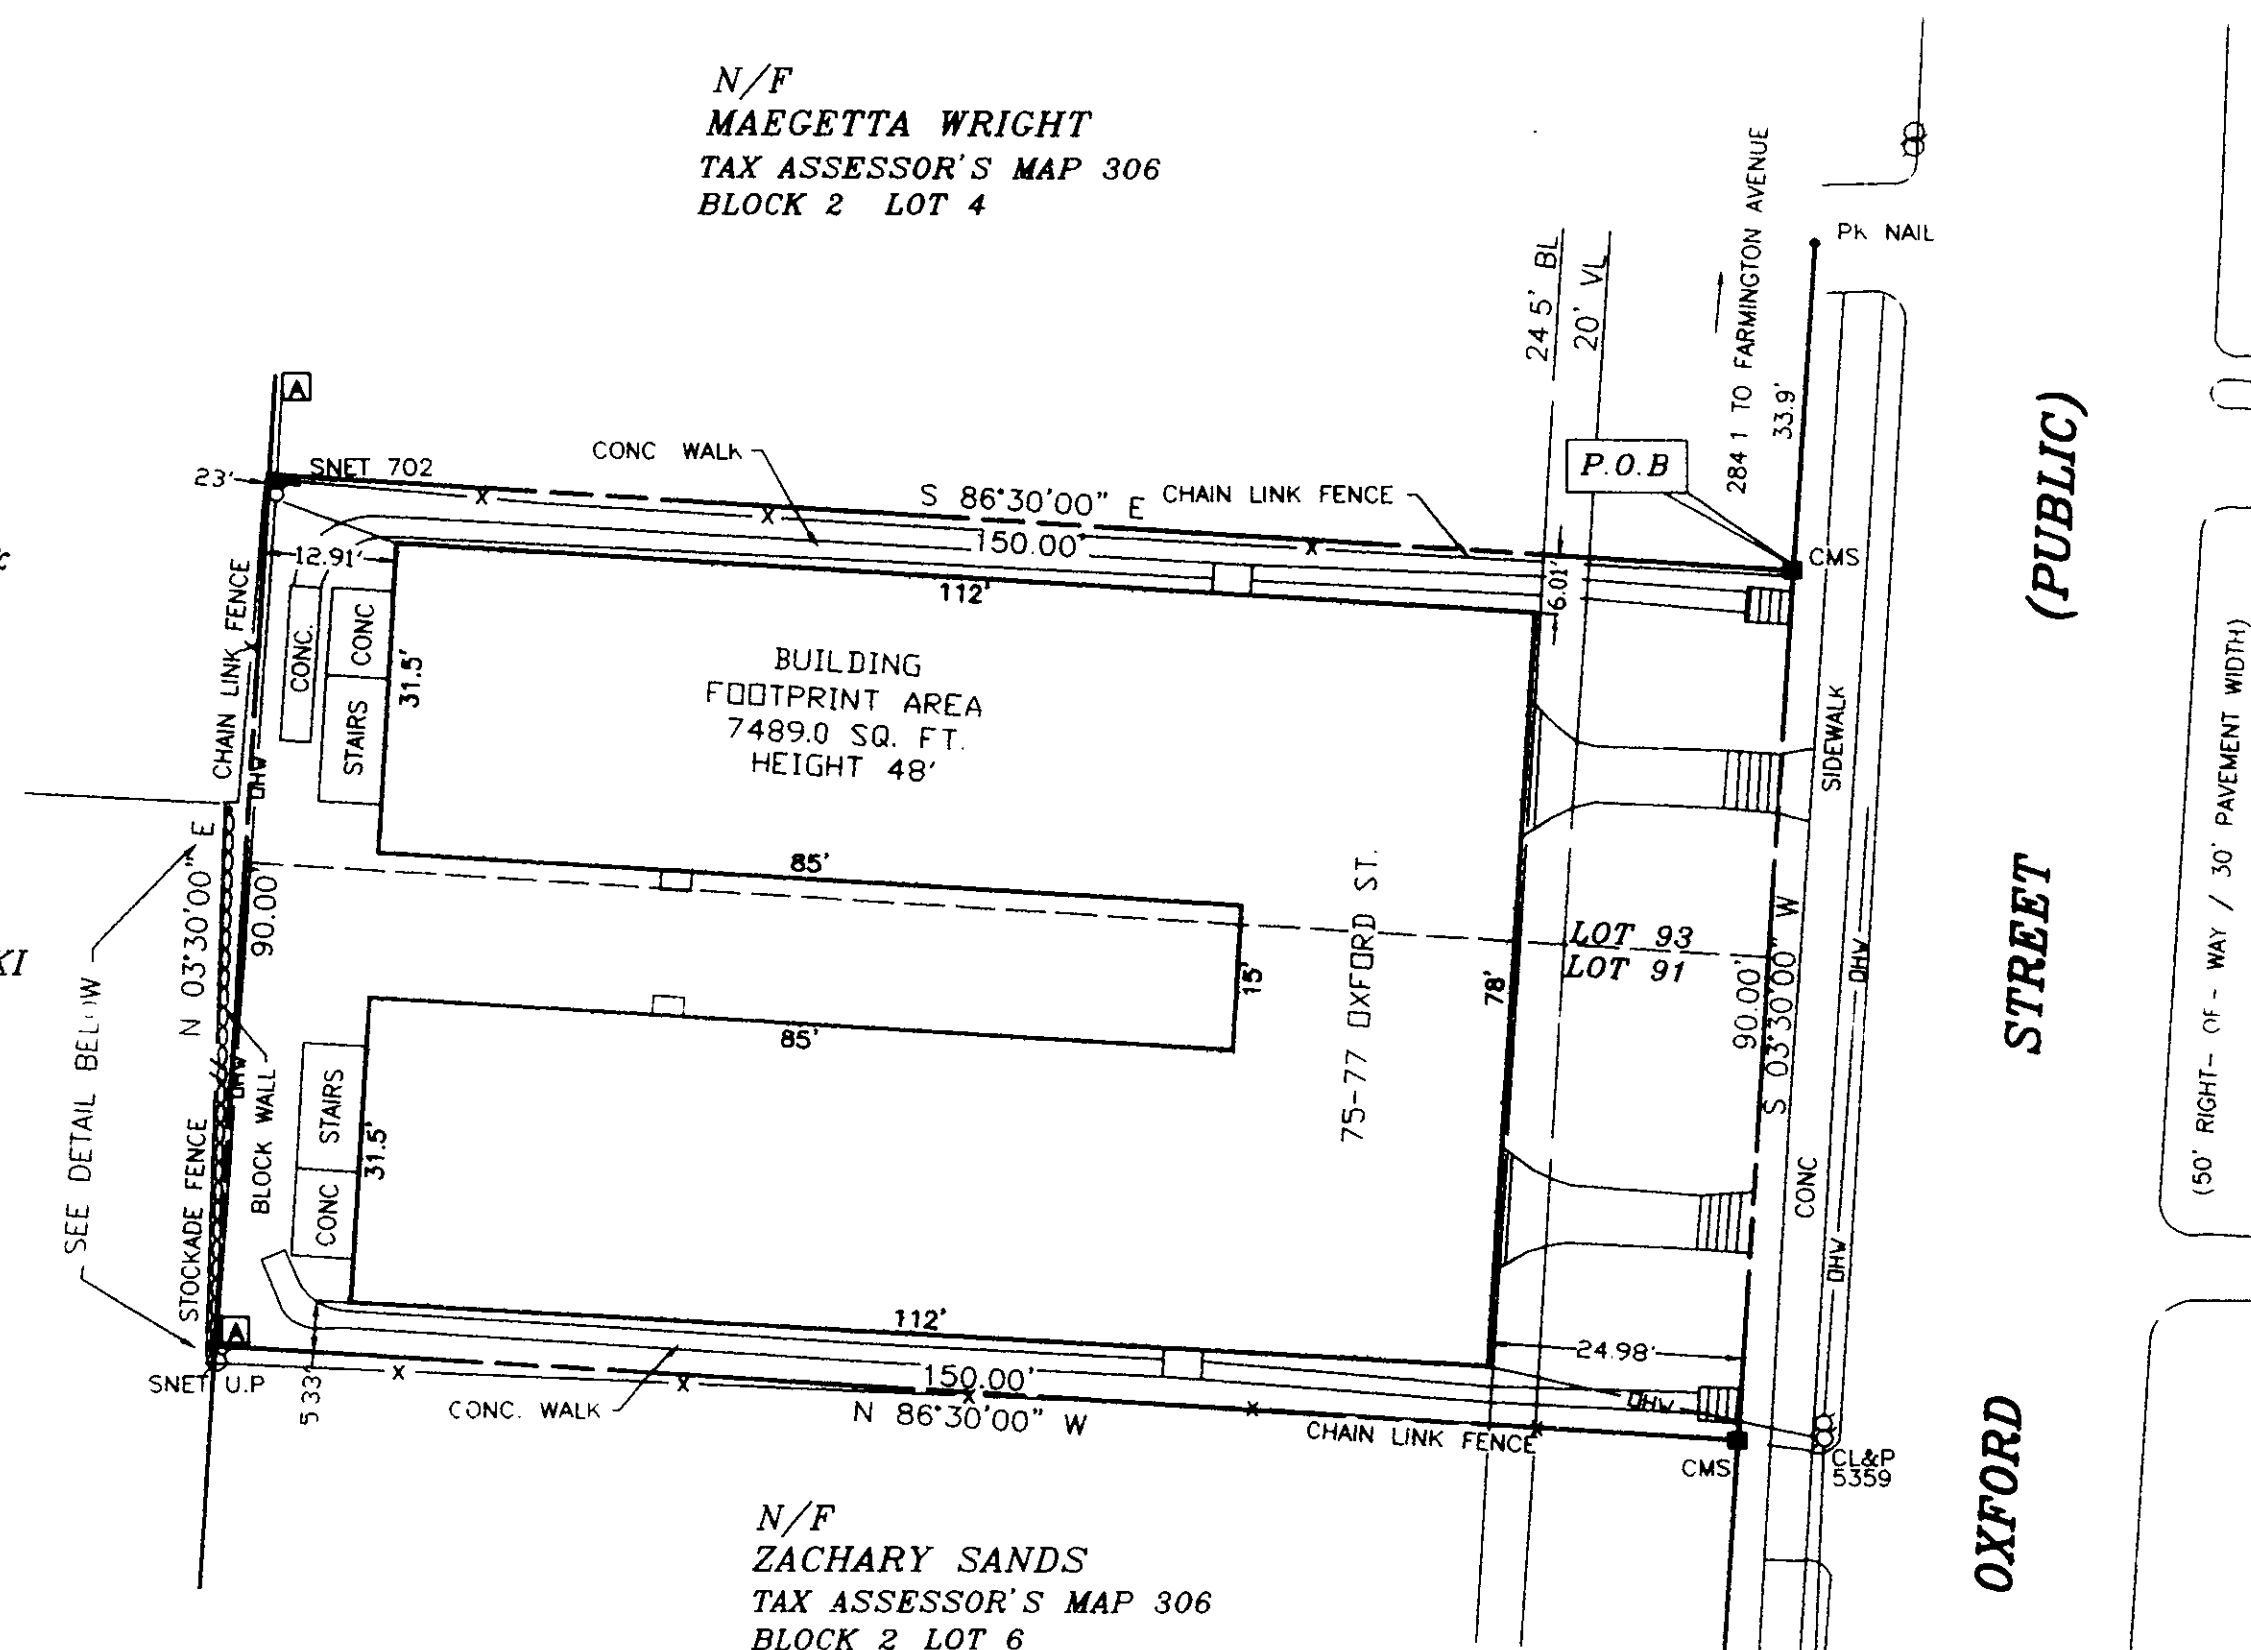 N/F
MAEGETTA WRIGHT
TAX ASSESSOR'S MAP 306
BLOCK 2 LOT 4
PK NAIL
24 5' BL
20' VL
284 1 TO FARMINGTON AVENUE
33.9'
(PUBLIC)
A
23'
SNET 702
CONC WALK
S 86°30'00" E
CHAIN LINK FENCE
P.O.B
150.00'
CMS
12.91'
112'
6.01'
CHAIN LINK FENCE
CONC.
CONC
STAIRS
31.5'
BUILDING
FOOTPRINT AREA
7489.0 SQ. FT.
HEIGHT 48'
SIDEWALK
(50' RIGHT- OF - WAY / 30' PAVEMENT WIDTH)
OHW
85'
N 03°30'00" E
90.00'
KI
SEE DETAIL BELOW
75-77 OXFORD ST.
LOT 93
LOT 91
15'
78'
90.00'
S 03°30'00" W
OHW
STREET
85'
OHW
BLOCK WALL
STAIRS
CONC
31.5'
STOCKADE FENCE
CONC
OHW
A
112'
24.98'
150.00'
SNET U.P
5 33'
CONC. WALK
N 86°30'00" W
CHAIN LINK FENCE
OHW
CMS
CL&P
5359
OXFORD
N/F
ZACHARY SANDS
TAX ASSESSOR'S MAP 306
BLOCK 2 LOT 6